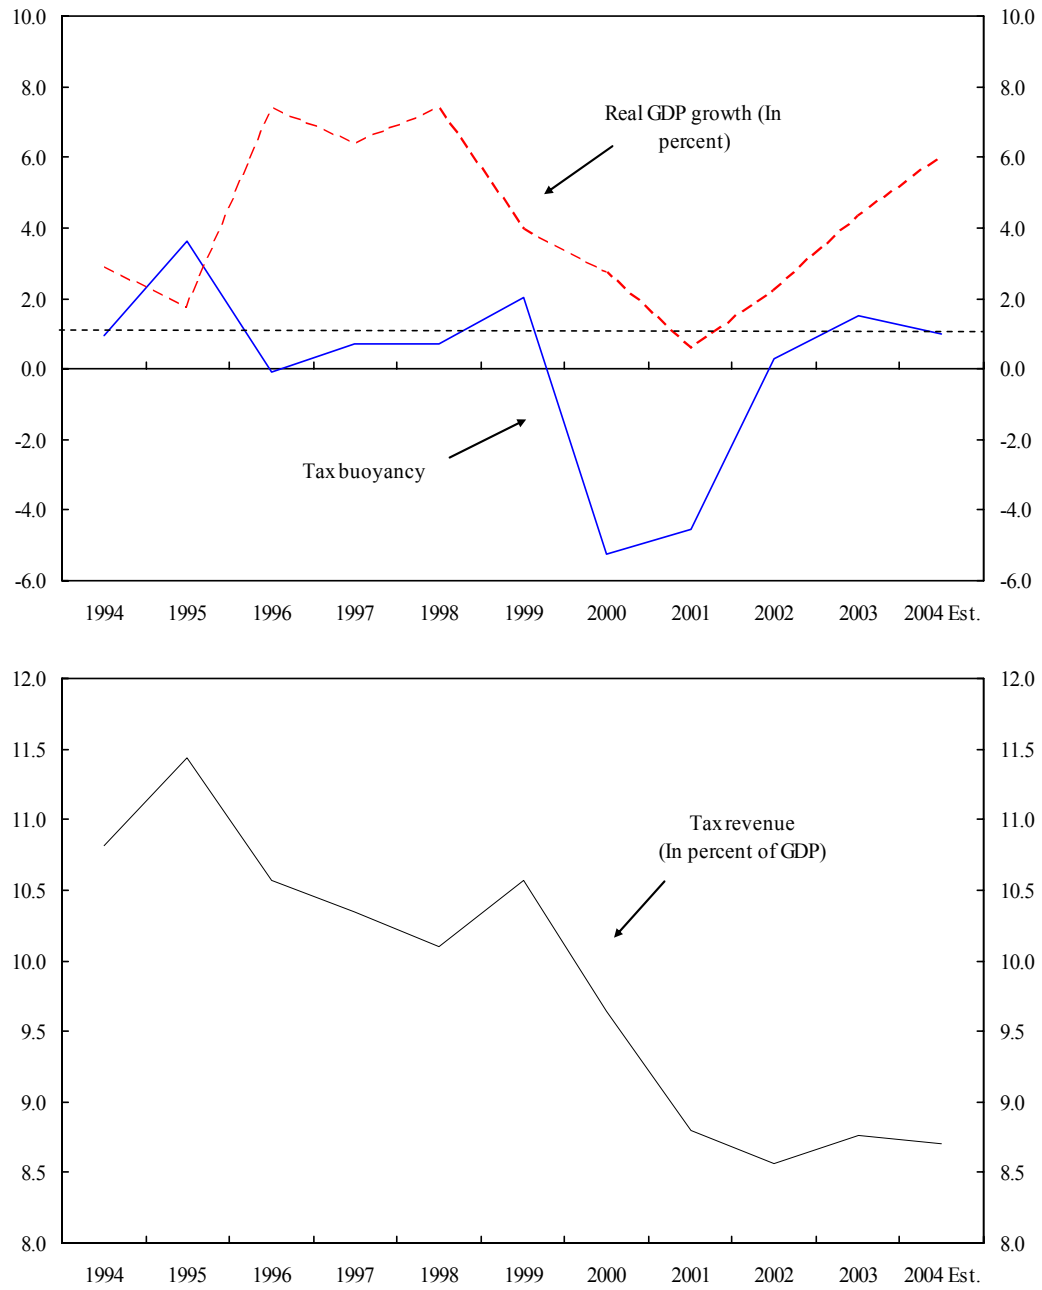 10.0 10.0
8.0 8.0
Real GDP growth (In
percent)
6.0 6.0
4.0 4.0
2.0 2.0
0.0 0.0
-2.0 -2.0
Tax buoyancy
-4.0 -4.0
-6.0 -6.0
1994 1995 1996 1997 1998 1999 2000 2001 2002 2003 2004 Est.
12.0 12.0
11.5 11.5
11.0 11.0
Tax revenue
(In percent of GDP)
10.5 10.5
10.0 10.0
9.5 9.5
9.0 9.0
8.5 8.5
8.0 8.0
1994 1995 1996 1997 1998 1999 2000 2001 2002 2003 2004 Est.